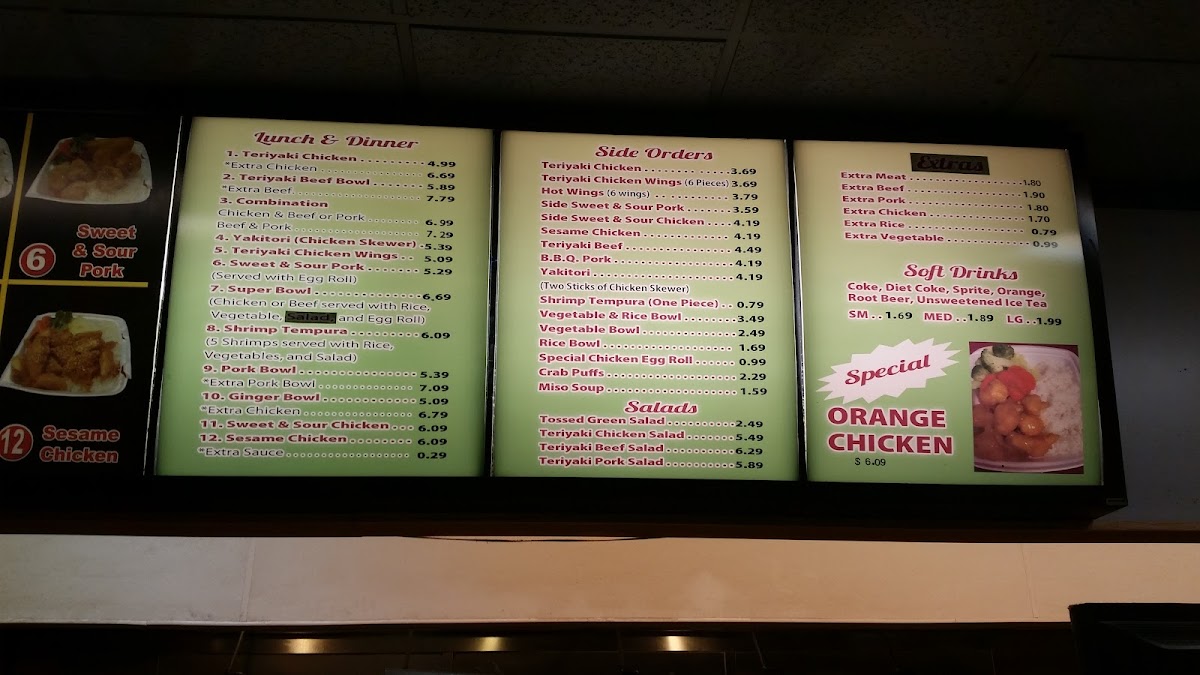 6
Sweet
& Sour
Pork
12
Sesame
Chicken
Lunch & Dinner
1. Teriyaki Chicken.........4.99
*Extra Chicken...............6.69
2. Teriyaki Beef Bowl.......5.89
*Extra Beef...................7.79
3. Combination
Chicken & Beef or Pork........6.99
Beef & Pork...................7.29
4. Yakitori (Chicken Skewer).5.39
5. Teriyaki Chicken Wings..5.09
6. Sweet & Sour Pork........5.29
(Served with Egg Roll)
7. Super Bowl..............6.69
(Chicken or Beef served with Rice,
Vegetable, Salad, and Egg Roll)
8. Shrimp Tempura..........6.09
(5 Shrimps served with Rice,
Vegetables, and Salad)
9. Pork Bowl................5.39
*Extra Pork Bowl.............7.09
10. Ginger Bowl.............5.09
*Extra Chicken................6.79
11. Sweet & Sour Chicken...6.09
12. Sesame Chicken.........6.09
*Extra Sauce..................0.29
Side Orders
Teriyaki Chicken.............3.69
Teriyaki Chicken Wings (6 Pieces) 3.69
Hot Wings (6 wings)..........3.79
Side Sweet & Sour Pork.......3.59
Side Sweet & Sour Chicken....4.19
Sesame Chicken...............4.19
Teriyaki Beef................4.49
B.B.Q. Pork..................4.19
Yakitori.....................4.19
(Two Sticks of Chicken Skewer)
Shrimp Tempura (One Piece)..0.79
Vegetable & Rice Bowl.......3.49
Vegetable Bowl..............2.49
Rice Bowl...................1.69
Special Chicken Egg Roll.....0.99
Crab Puffs..................2.29
Miso Soup...................1.59
Salads
Tossed Green Salad..........2.49
Teriyaki Chicken Salad......5.49
Teriyaki Beef Salad.........6.29
Teriyaki Pork Salad.........5.89
Extras
Extra Meat..................1.80
Extra Beef..................1.90
Extra Pork..................1.80
Extra Chicken...............1.70
Extra Rice..................0.79
Extra Vegetable.............0.99
Soft Drinks
Coke, Diet Coke, Sprite, Orange,
Root Beer, Unsweetened Ice Tea
SM..1.69 MED..1.89 LG..1.99
Special
ORANGE
CHICKEN
$ 6.09